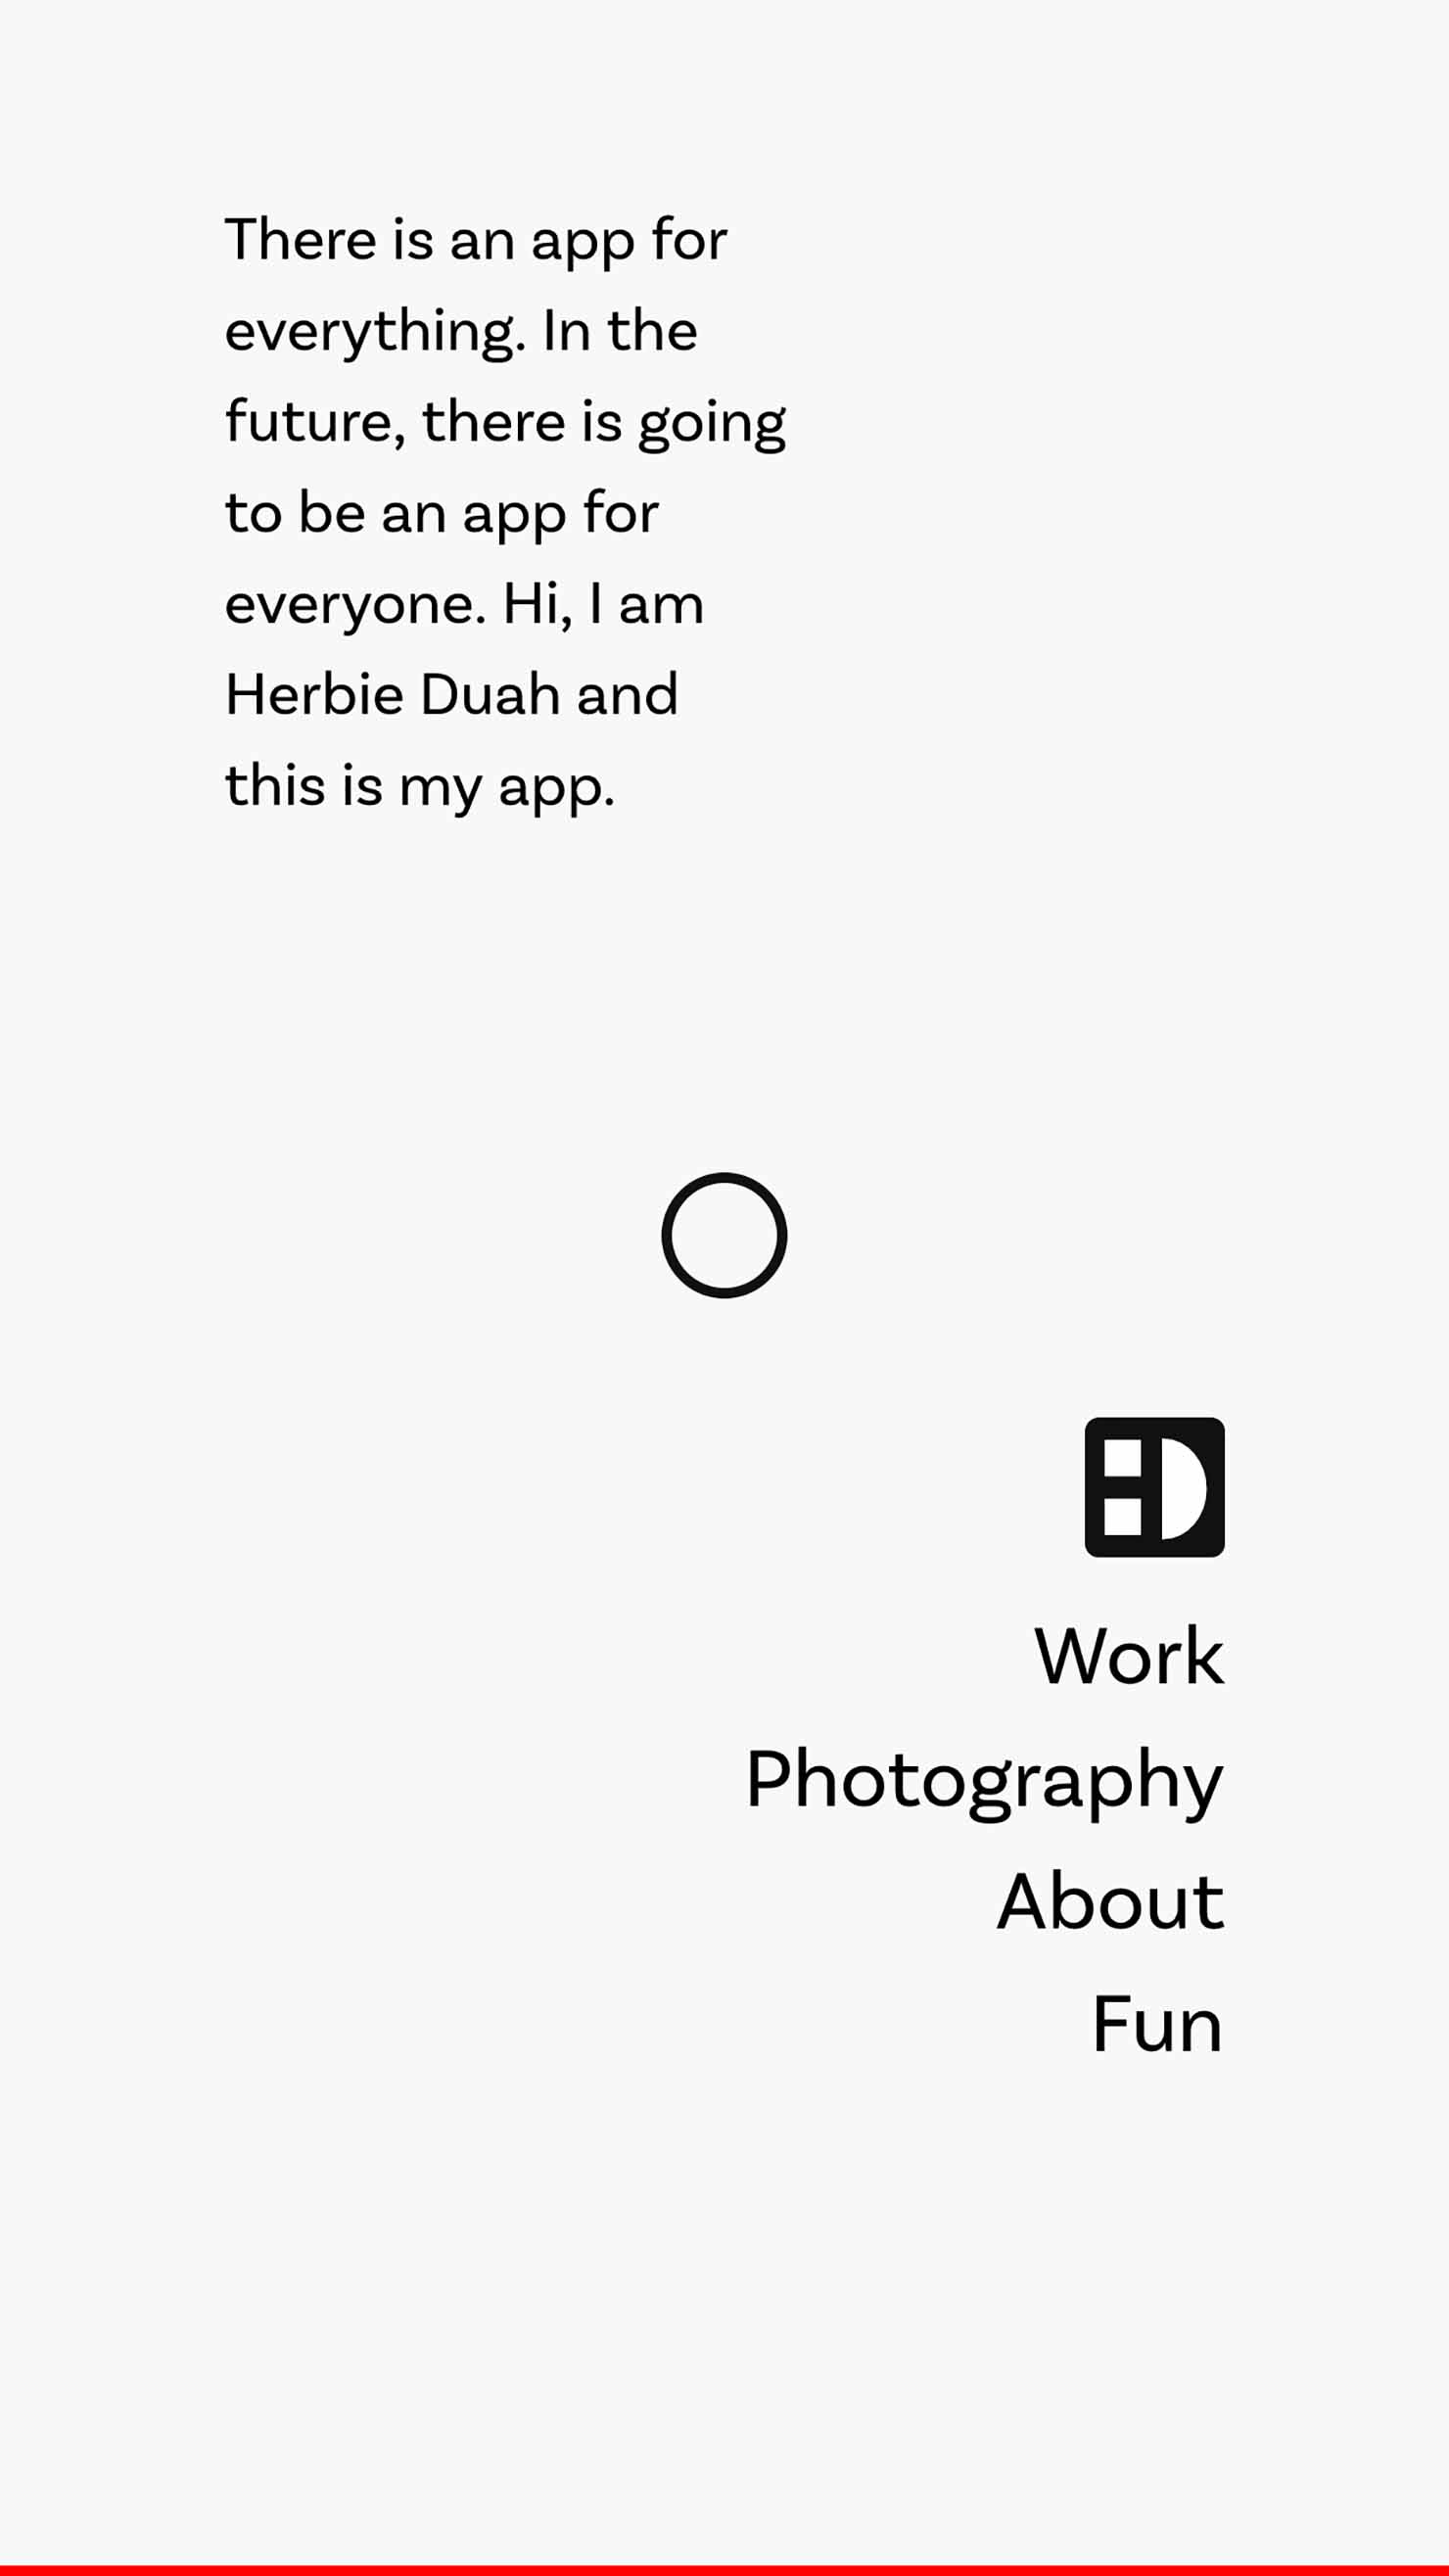 There is an app for
everything. In the
future, there is going
to be an app for
everyone. Hi, I am
Herbie Duah and
this is my app.
HD
Work
Photography
About
Fun